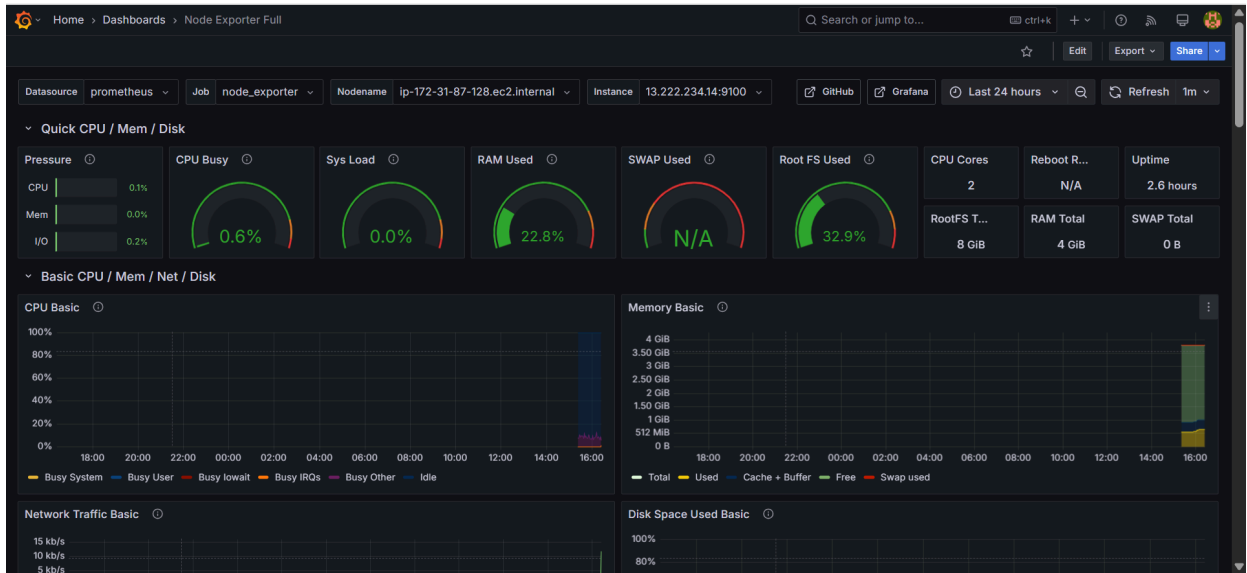 Home › Dashboards › Node Exporter Full
Search or jump to... ctrl+k
Edit Export Share
Datasource prometheus Job node_exporter Nodename ip-172-31-87-128.ec2.internal Instance 13.222.234.14:9100 GitHub Grafana Last 24 hours Refresh 1m
Quick CPU / Mem / Disk
Pressure
CPU 0.1%
Mem 0.0%
I/O 0.2%
CPU Busy
0.6%
Sys Load
0.0%
RAM Used
22.8%
SWAP Used
N/A
Root FS Used
32.9%
CPU Cores
2
Reboot R...
N/A
Uptime
2.6 hours
RootFS T...
8 GiB
RAM Total
4 GiB
SWAP Total
0 B
Basic CPU / Mem / Net / Disk
CPU Basic
100%
80%
60%
40%
20%
0%
18:00 20:00 22:00 00:00 02:00 04:00 06:00 08:00 10:00 12:00 14:00 16:00
Busy System Busy User Busy Iowait Busy IRQs Busy Other Idle
Memory Basic
4 GiB
3.50 GiB
3 GiB
2.50 GiB
2 GiB
1.50 GiB
1 GiB
512 MiB
0 B
18:00 20:00 22:00 00:00 02:00 04:00 06:00 08:00 10:00 12:00 14:00 16:00
Total Used Cache + Buffer Free Swap used
Network Traffic Basic
15 kb/s
10 kb/s
5 kb/s
Disk Space Used Basic
100%
80%